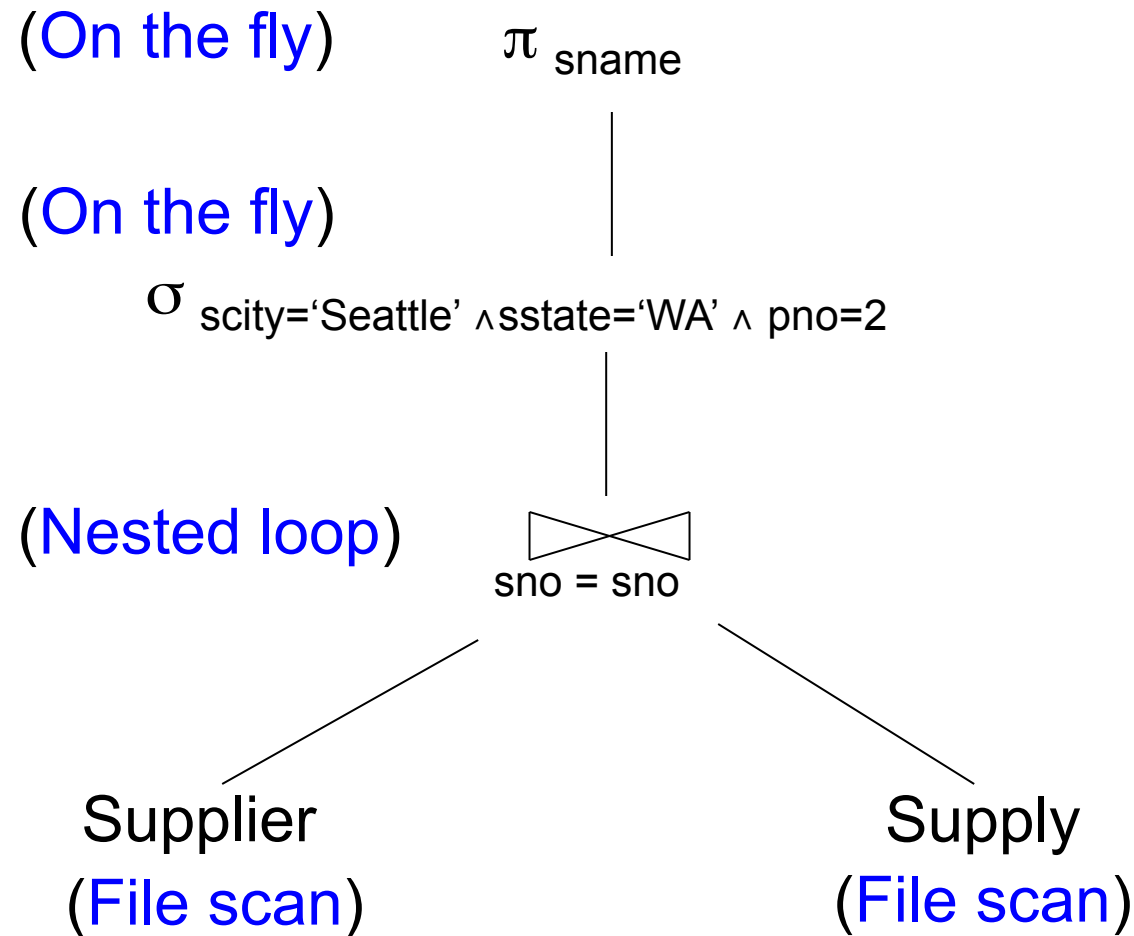 (On the fly) π sname
(On the fly)
σ scity=‘Seattle’ ∧sstate=‘WA’ ∧ pno=2
(Nested loop)
sno = sno
Supplier Supply
(File scan) (File scan)